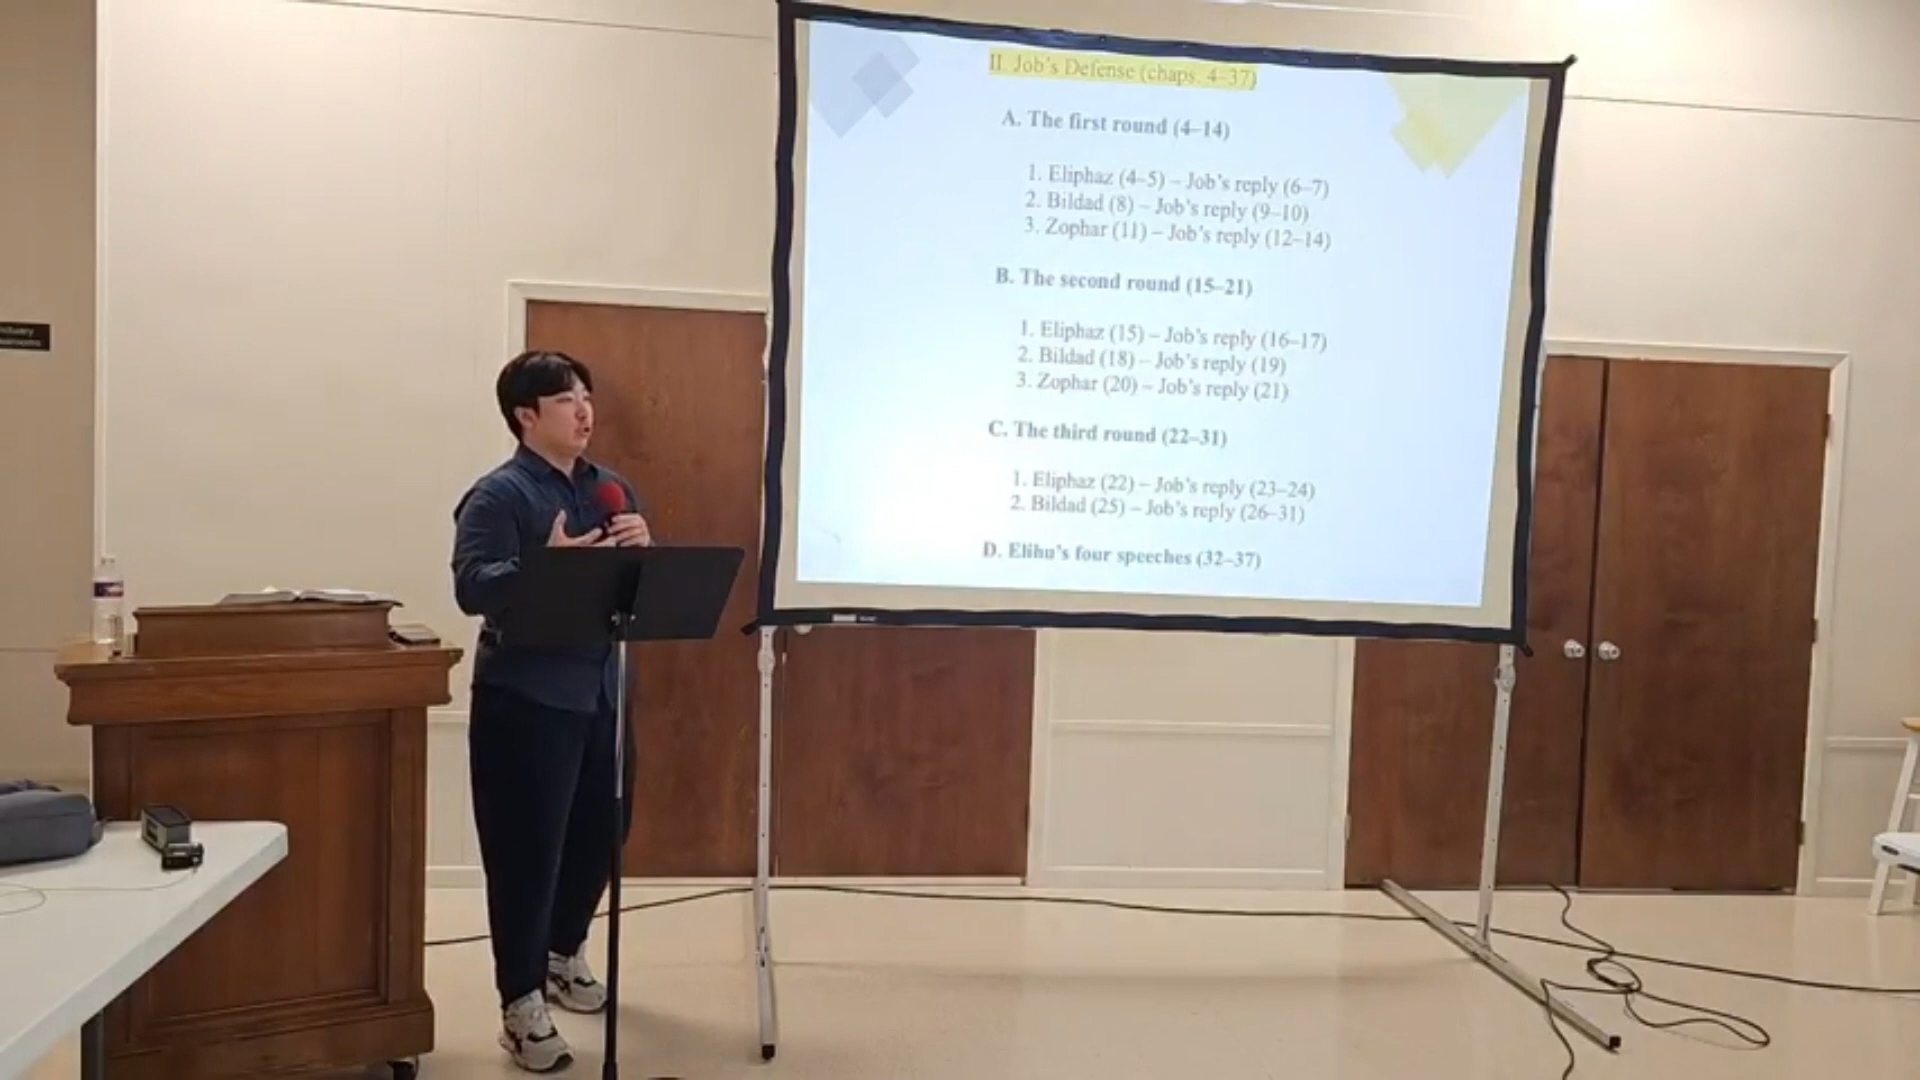 II. Job's Defense (chaps. 4–37)
A. The first round (4–14)
1. Eliphaz (4–5) – Job's reply (6–7)
2. Bildad (8) – Job's reply (9–10)
3. Zophar (11) – Job's reply (12–14)
B. The second round (15–21)
1. Eliphaz (15) – Job's reply (16–17)
2. Bildad (18) – Job's reply (19)
3. Zophar (20) – Job's reply (21)
C. The third round (22–31)
1. Eliphaz (22) – Job's reply (23–24)
2. Bildad (25) – Job's reply (26–31)
D. Elihu's four speeches (32–37)